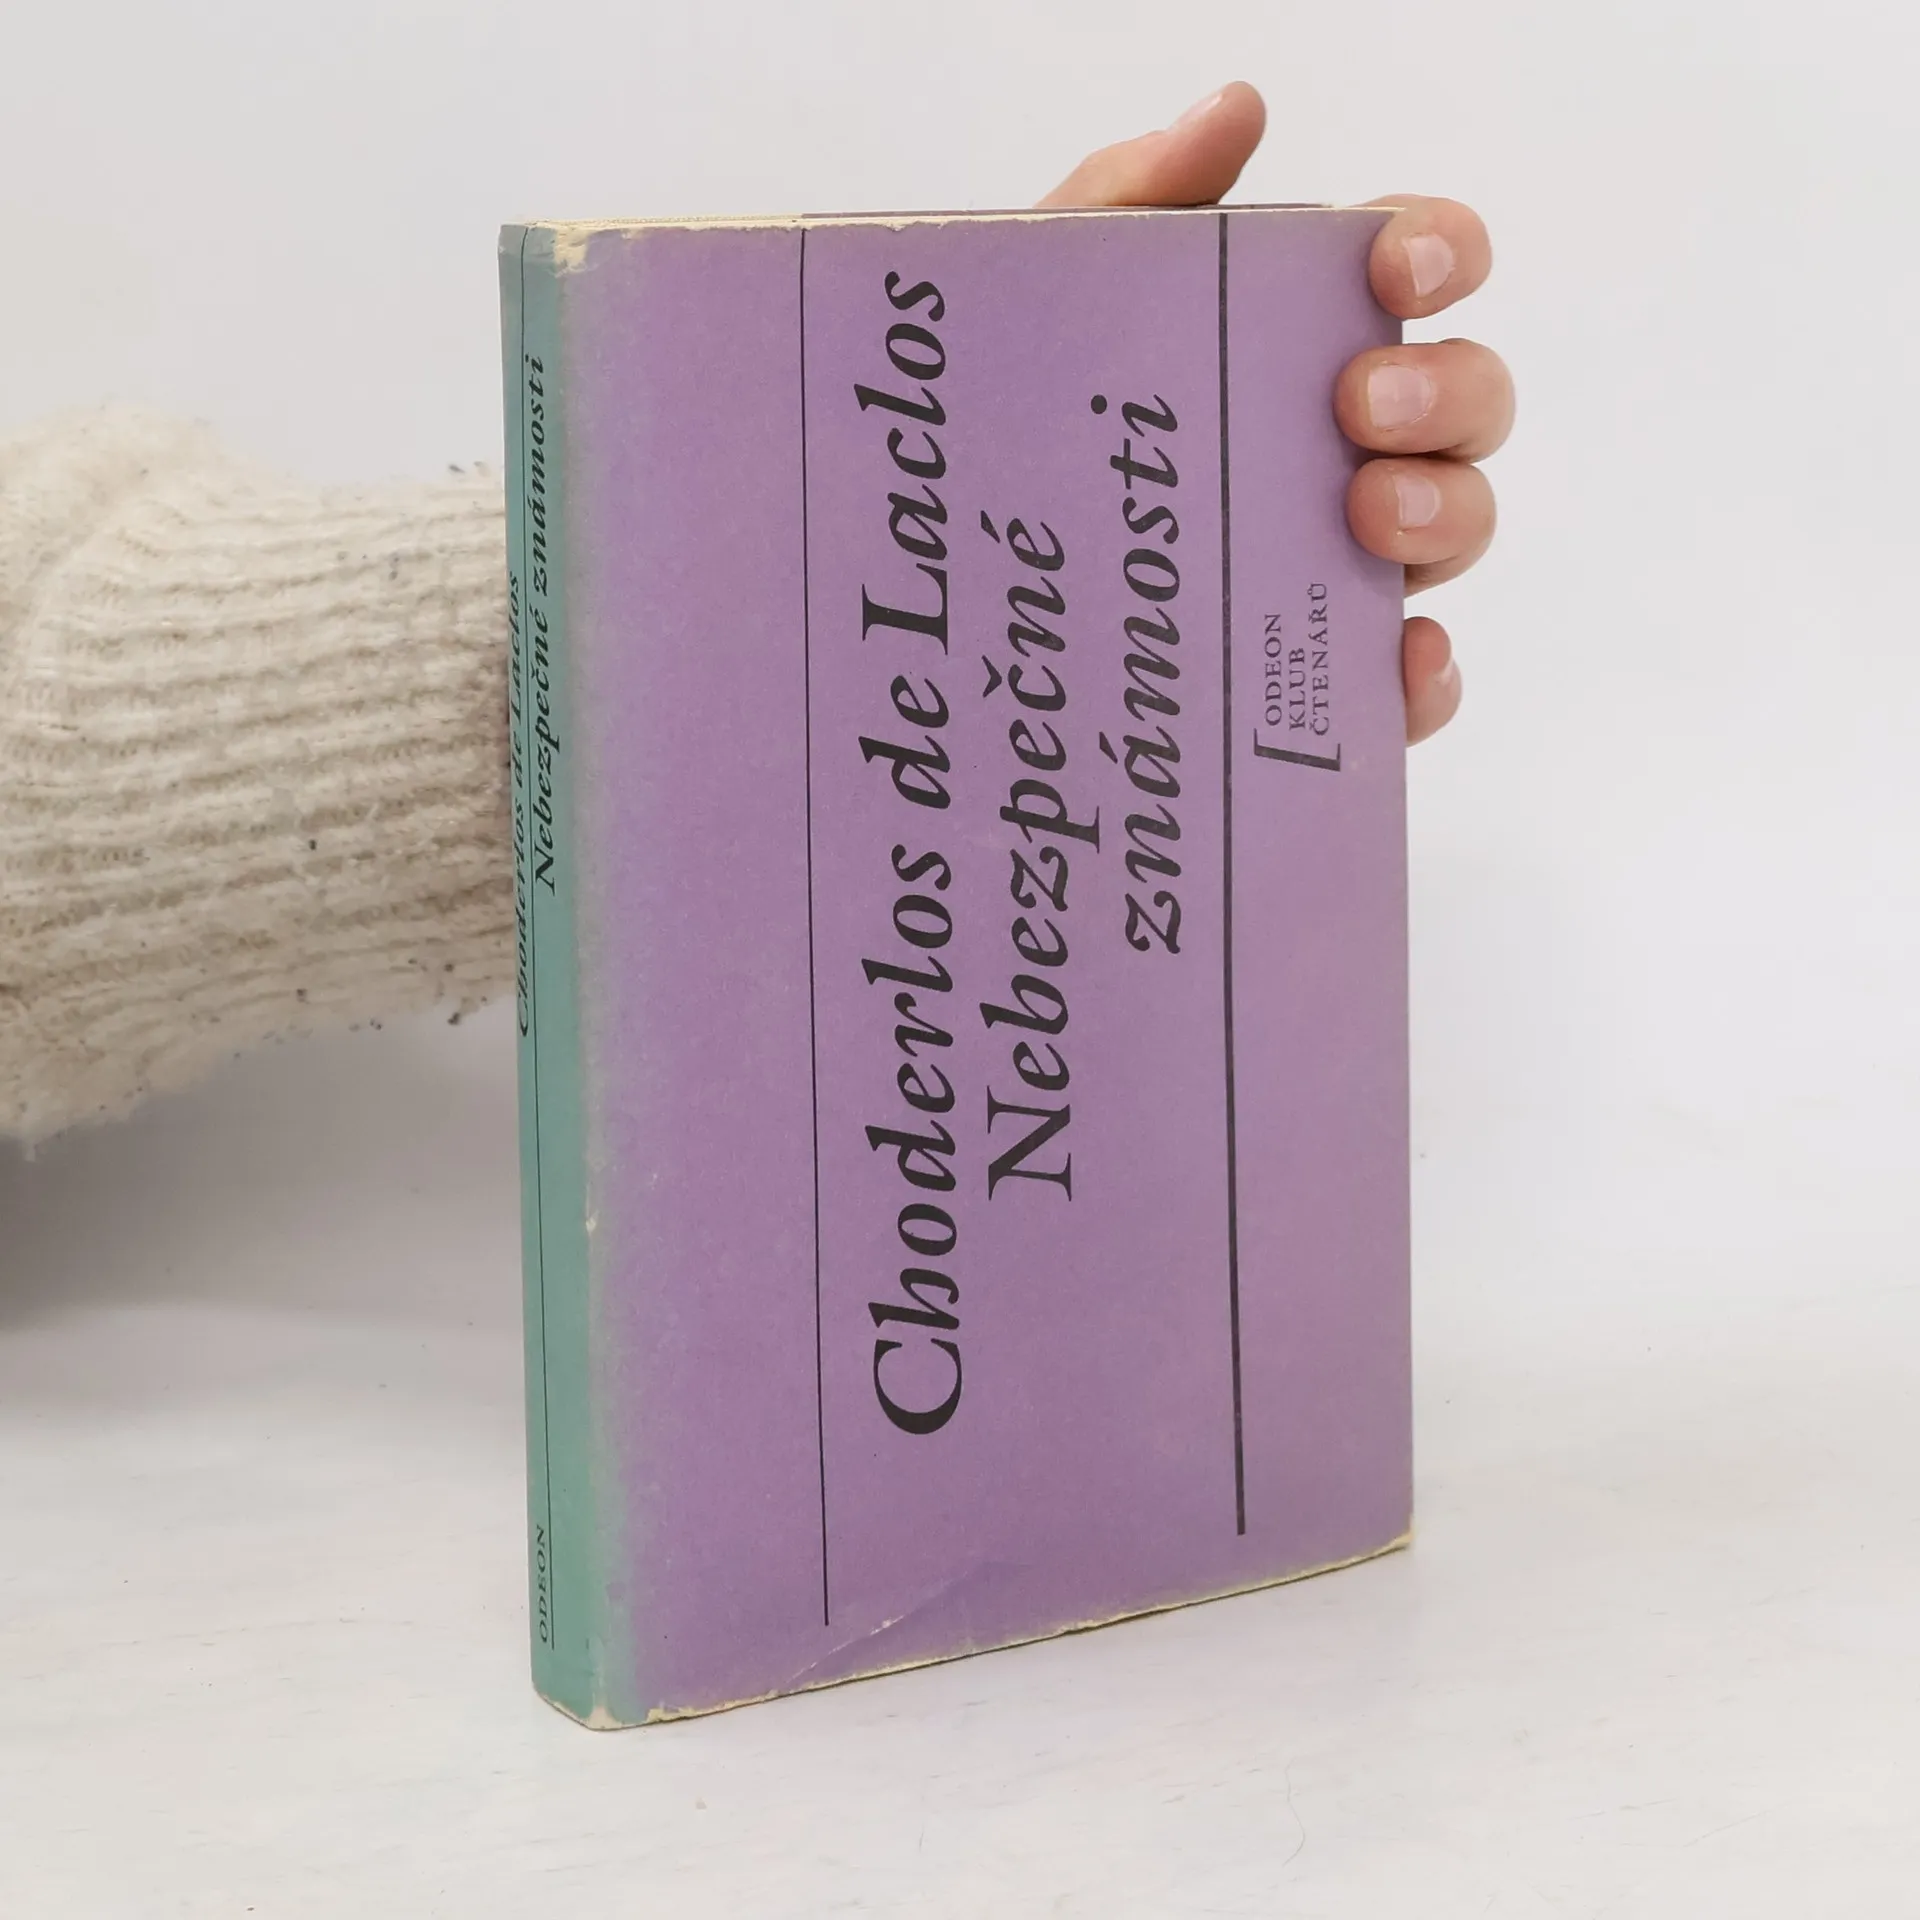 Choderlos de Laclos
Nebezpečné
známosti
ODEON
KLUB
ČTENÁŘŮ
Choderlos de Laclos
Nebezpečné známosti
ODEON